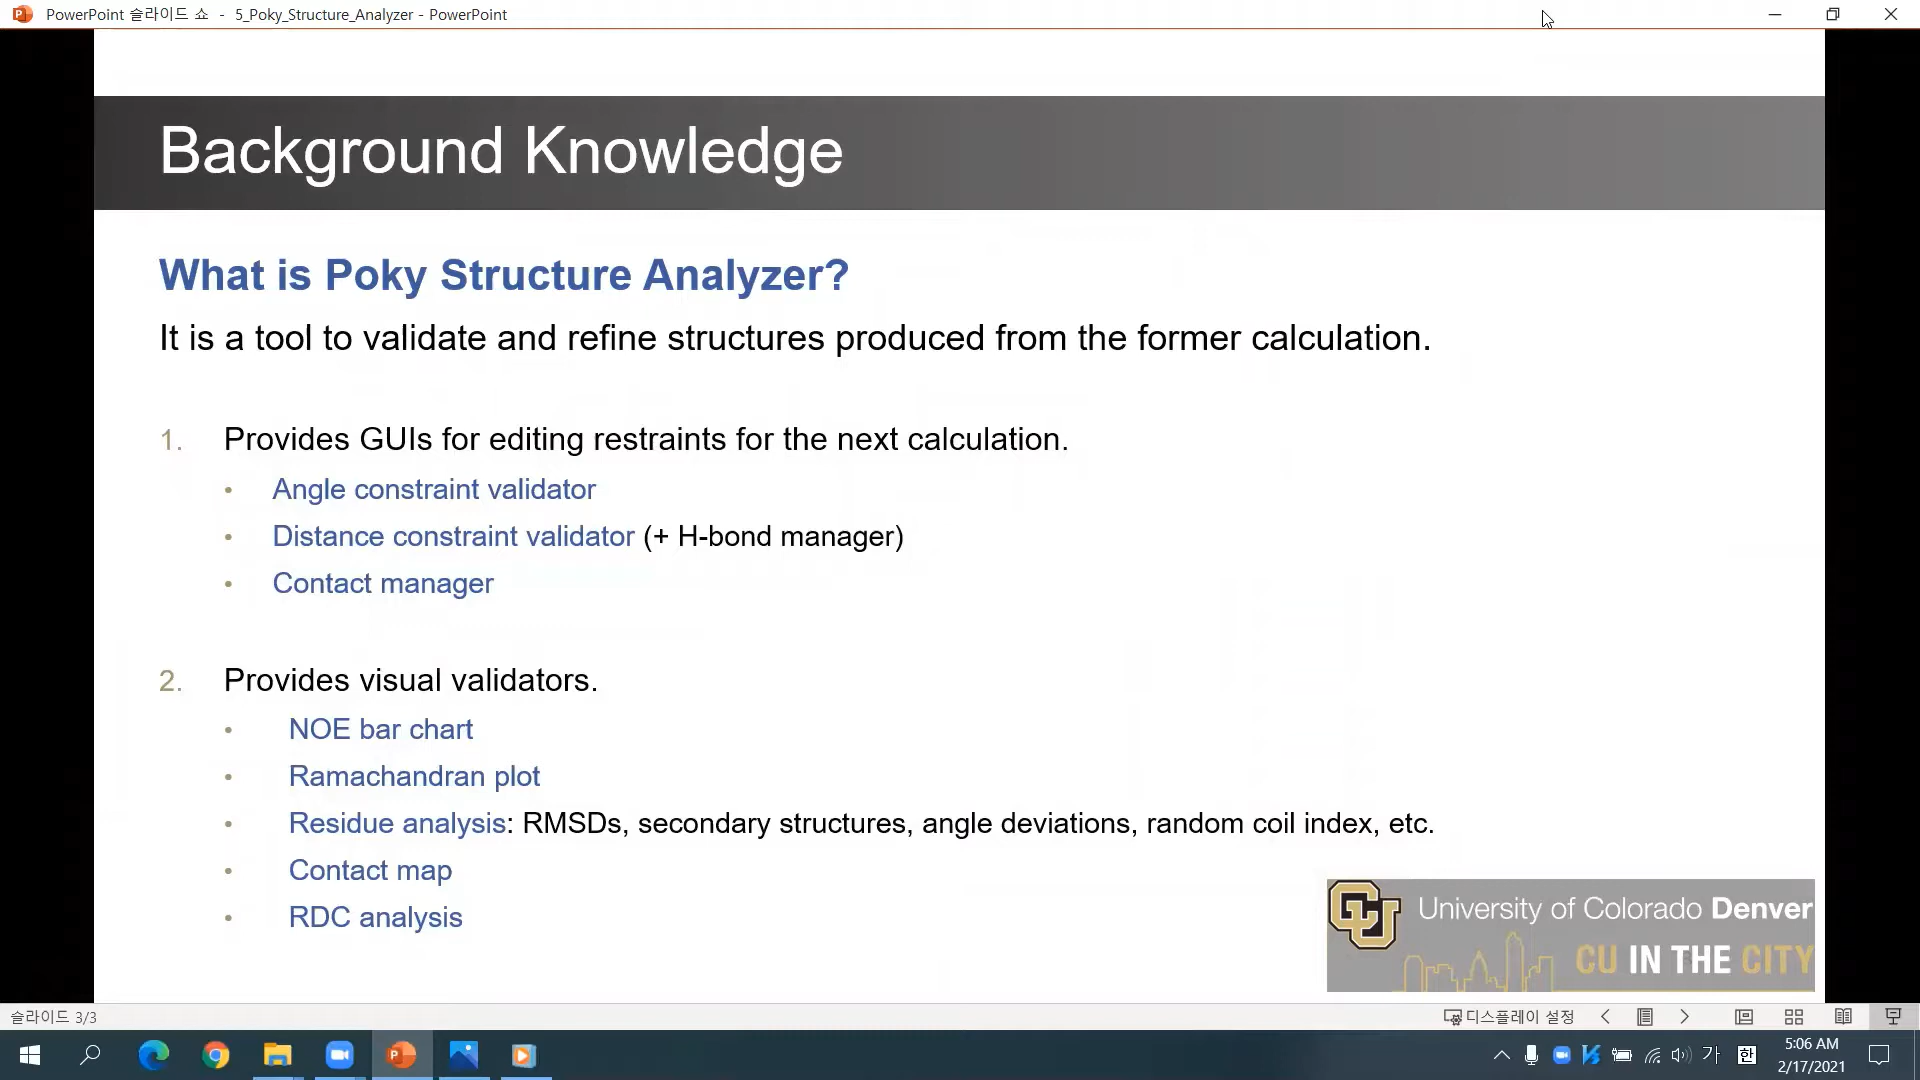 PowerPoint 슬라이드 쇼 - 5_Poky_Structure_Analyzer - PowerPoint
Background Knowledge
What is Poky Structure Analyzer?
It is a tool to validate and refine structures produced from the former calculation.
1. Provides GUIs for editing restraints for the next calculation.
• Angle constraint validator
• Distance constraint validator (+ H-bond manager)
• Contact manager
2. Provides visual validators.
• NOE bar chart
• Ramachandran plot
• Residue analysis: RMSDs, secondary structures, angle deviations, random coil index, etc.
• Contact map
• RDC analysis
CU University of Colorado Denver
CU IN THE CITY
슬라이드 3/3
디스플레이 설정
가 한
5:06 AM
2/17/2021